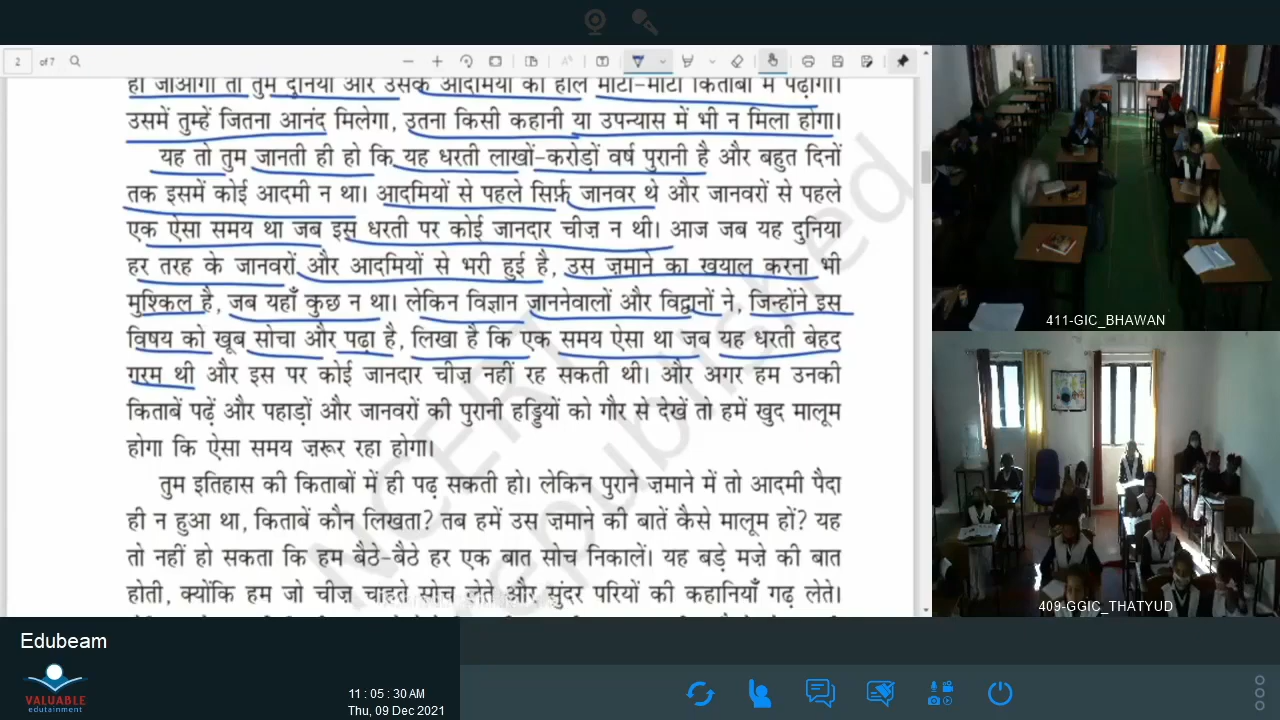 2 of 7
हो जाओगी तो तुम दुनिया और उसके आदमियों का हाल मोटी-मोटी किताबों में पढ़ोगी।
उसमें तुम्हें जितना आनंद मिलेगा, उतना किसी कहानी या उपन्यास में भी न मिला होगा।
यह तो तुम जानती ही हो कि यह धरती लाखों-करोड़ों वर्ष पुरानी है और बहुत दिनों
तक इसमें कोई आदमी न था। आदमियों से पहले सिर्फ़ जानवर थे और जानवरों से पहले
एक ऐसा समय था जब इस धरती पर कोई जानदार चीज़ न थी। आज जब यह दुनिया
हर तरह के जानवरों और आदमियों से भरी हुई है, उस ज़माने का खयाल करना भी
मुश्किल है, जब यहाँ कुछ न था। लेकिन विज्ञान जाननेवालों और विद्वानों ने, जिन्होंने इस
विषय को खूब सोचा और पढ़ा है, लिखा है कि एक समय ऐसा था जब यह धरती बेहद
गरम थी और इस पर कोई जानदार चीज़ नहीं रह सकती थी। और अगर हम उनकी
किताबें पढ़ें और पहाड़ों और जानवरों की पुरानी हड्डियों को गौर से देखें तो हमें खुद मालूम
होगा कि ऐसा समय ज़रूर रहा होगा।
तुम इतिहास की किताबों में ही पढ़ सकती हो। लेकिन पुराने ज़माने में तो आदमी पैदा
ही न हुआ था, किताबें कौन लिखता? तब हमें उस ज़माने की बातें कैसे मालूम हों? यह
तो नहीं हो सकता कि हम बैठे-बैठे हर एक बात सोच निकालें। यह बड़े मज़े की बात
होती, क्योंकि हम जो चीज़ चाहते सोच लेते और सुंदर परियों की कहानियाँ गढ़ लेते।
NCERT
republished
411-GIC_BHAWAN
409-GGIC_THATYUD
Edubeam
VALUABLE
edutainment
11 : 05 : 30 AM
Thu, 09 Dec 2021